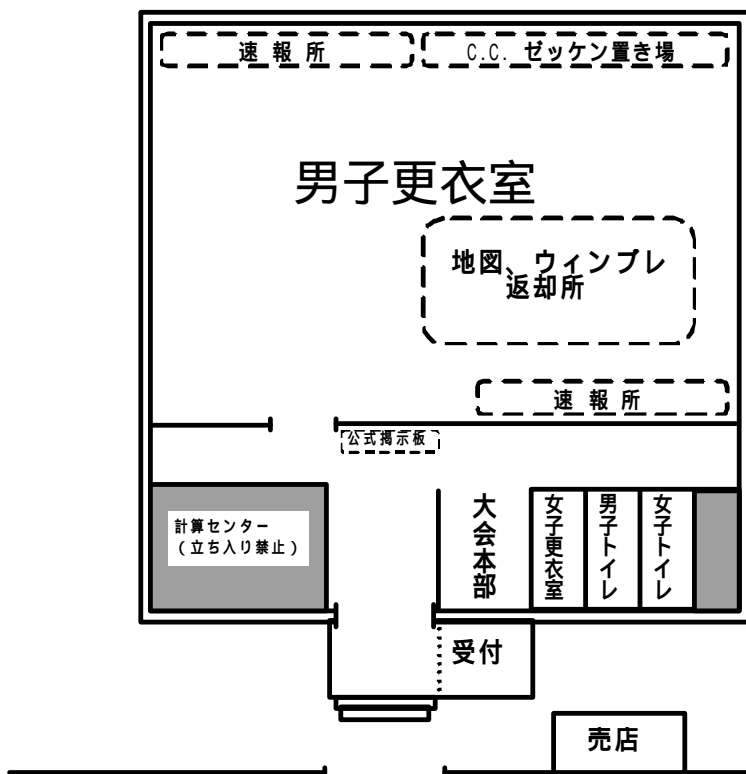 速報所
C.C. ゼッケン置き場
男子更衣室
地図、ウィンブレ
返却所
速報所
公式掲示板
計算センター
（立ち入り禁止）
大会本部
女子更衣室
男子トイレ
女子トイレ
受付
売店